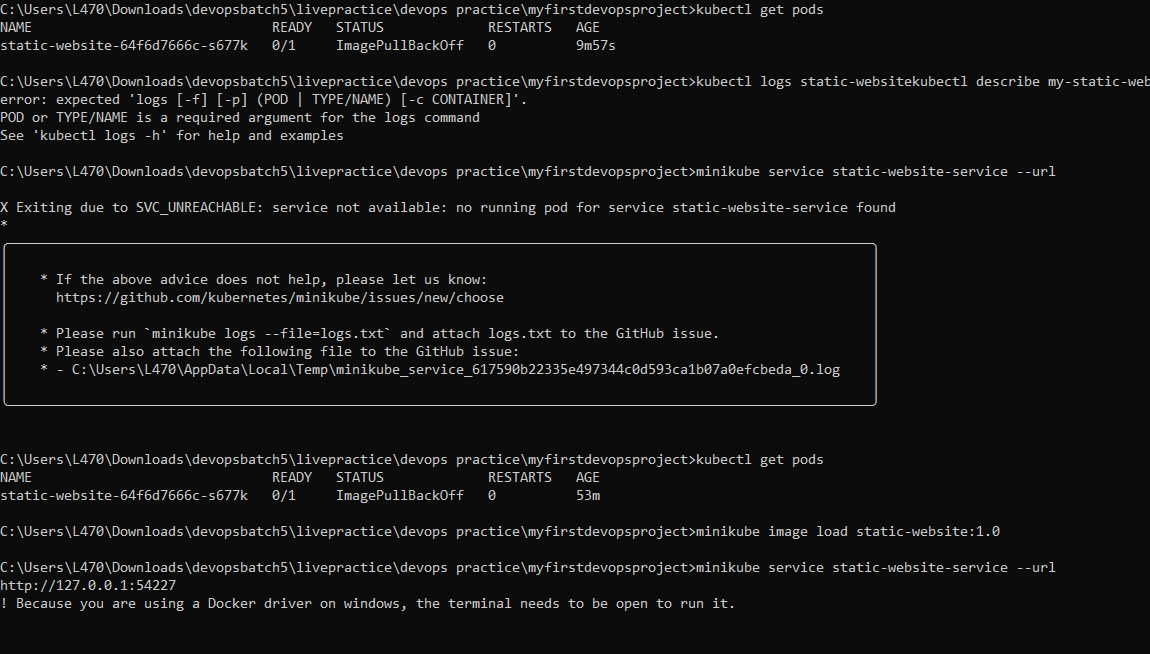 C:\Users\L470\Downloads\devopsbatch5\livepractice\devops practice\myfirstdevopsproject>kubectl get pods
NAME                              READY   STATUS             RESTARTS   AGE
static-website-64f6d7666c-s677k   0/1     ImagePullBackOff   0          9m57s
C:\Users\L470\Downloads\devopsbatch5\livepractice\devops practice\myfirstdevopsproject>kubectl logs static-websitekubectl describe my-static-web
error: expected 'logs [-f] [-p] (POD | TYPE/NAME) [-c CONTAINER]'.
POD or TYPE/NAME is a required argument for the logs command
See 'kubectl logs -h' for help and examples
C:\Users\L470\Downloads\devopsbatch5\livepractice\devops practice\myfirstdevopsproject>minikube service static-website-service --url
X Exiting due to SVC_UNREACHABLE: service not available: no running pod for service static-website-service found
*
* If the above advice does not help, please let us know:
https://github.com/kubernetes/minikube/issues/new/choose
* Please run `minikube logs --file=logs.txt` and attach logs.txt to the GitHub issue.
* Please also attach the following file to the GitHub issue:
* - C:\Users\L470\AppData\Local\Temp\minikube_service_617590b22335e497344c0d593ca1b07a0efcbeda_0.log
C:\Users\L470\Downloads\devopsbatch5\livepractice\devops practice\myfirstdevopsproject>kubectl get pods
NAME                              READY   STATUS             RESTARTS   AGE
static-website-64f6d7666c-s677k   0/1     ImagePullBackOff   0          53m
C:\Users\L470\Downloads\devopsbatch5\livepractice\devops practice\myfirstdevopsproject>minikube image load static-website:1.0
C:\Users\L470\Downloads\devopsbatch5\livepractice\devops practice\myfirstdevopsproject>minikube service static-website-service --url
http://127.0.0.1:54227
! Because you are using a Docker driver on windows, the terminal needs to be open to run it.